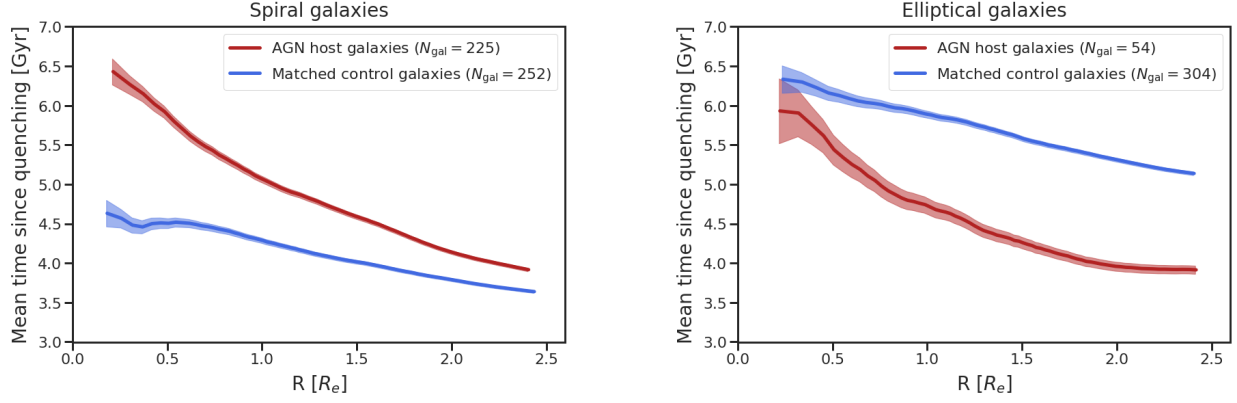 Spiral galaxies
Mean time since quenching [Gyr]
7.0
6.5
6.0
5.5
5.0
4.5
4.0
3.5
3.0
AGN host galaxies (N_gal = 225)
Matched control galaxies (N_gal = 252)
0.0 0.5 1.0 1.5 2.0 2.5
R [R_e]
Elliptical galaxies
Mean time since quenching [Gyr]
7.0
6.5
6.0
5.5
5.0
4.5
4.0
3.5
3.0
AGN host galaxies (N_gal = 54)
Matched control galaxies (N_gal = 304)
0.0 0.5 1.0 1.5 2.0 2.5
R [R_e]